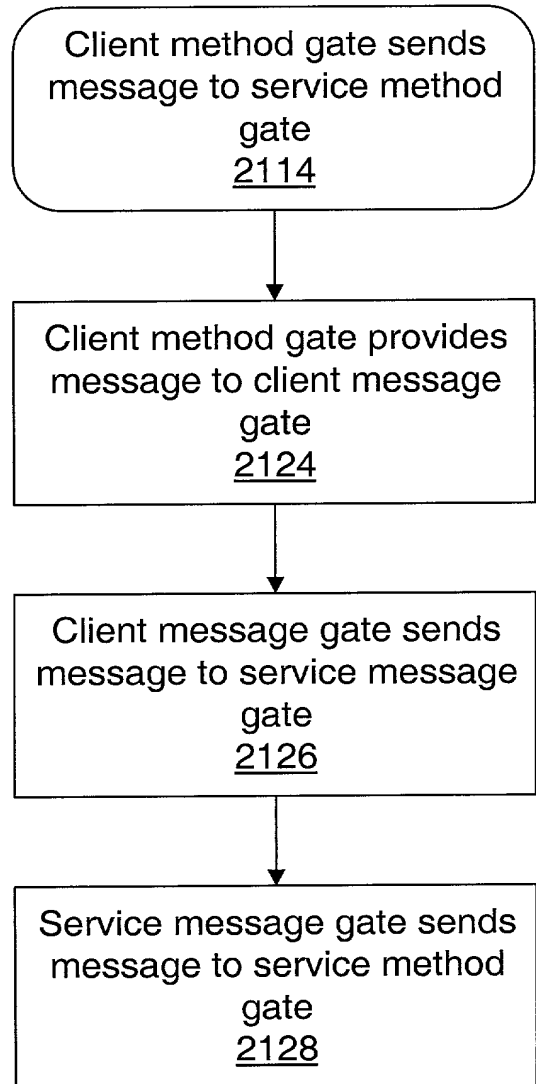 Client method gate sends
message to service method
gate
2114
Client method gate provides
message to client message
gate
2124
Client message gate sends
message to service message
gate
2126
Service message gate sends
message to service method
gate
2128